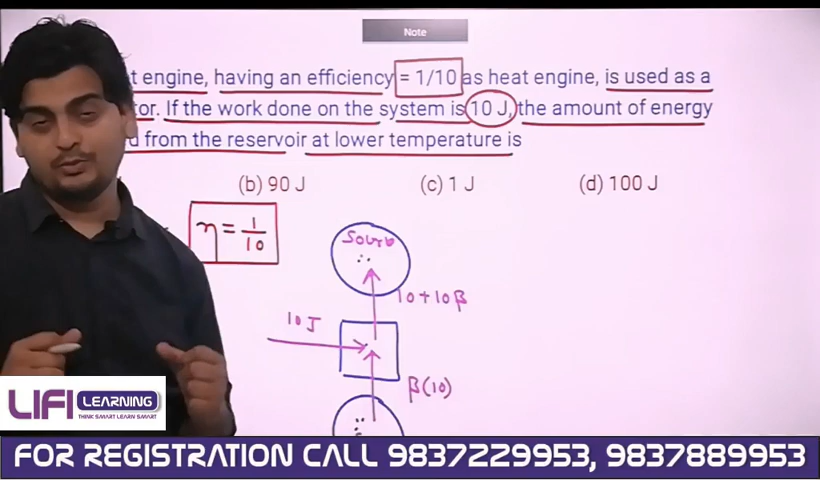 Note
t engine, having an efficiency = 1/10 as heat engine, is used as a
tor. If the work done on the system is 10 J, the amount of energy
d from the reservoir at lower temperature is
(b) 90 J (c) 1 J (d) 100 J
η = 1/10
10 + 10β
10 J
β(10)
LIFI LEARNING
THINK SMART LEARN SMART
FOR REGISTRATION CALL 9837229953, 9837889953